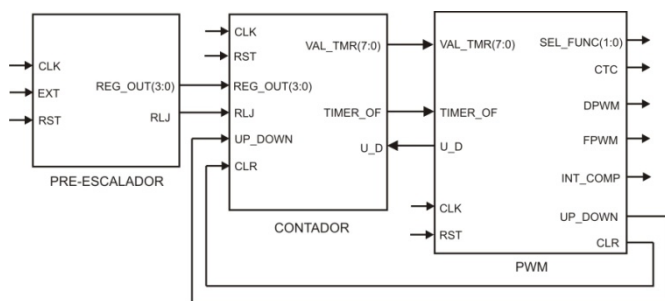 CLK
EXT
RST
REG_OUT(3:0)
RLJ
PRE-ESCALADOR
CLK
RST
REG_OUT(3:0)
RLJ
UP_DOWN
CLR
VAL_TMR(7:0)
TIMER_OF
U_D
CONTADOR
VAL_TMR(7:0)
TIMER_OF
U_D
CLK
RST
SEL_FUNC(1:0)
CTC
DPWM
FPWM
INT_COMP
UP_DOWN
CLR
PWM